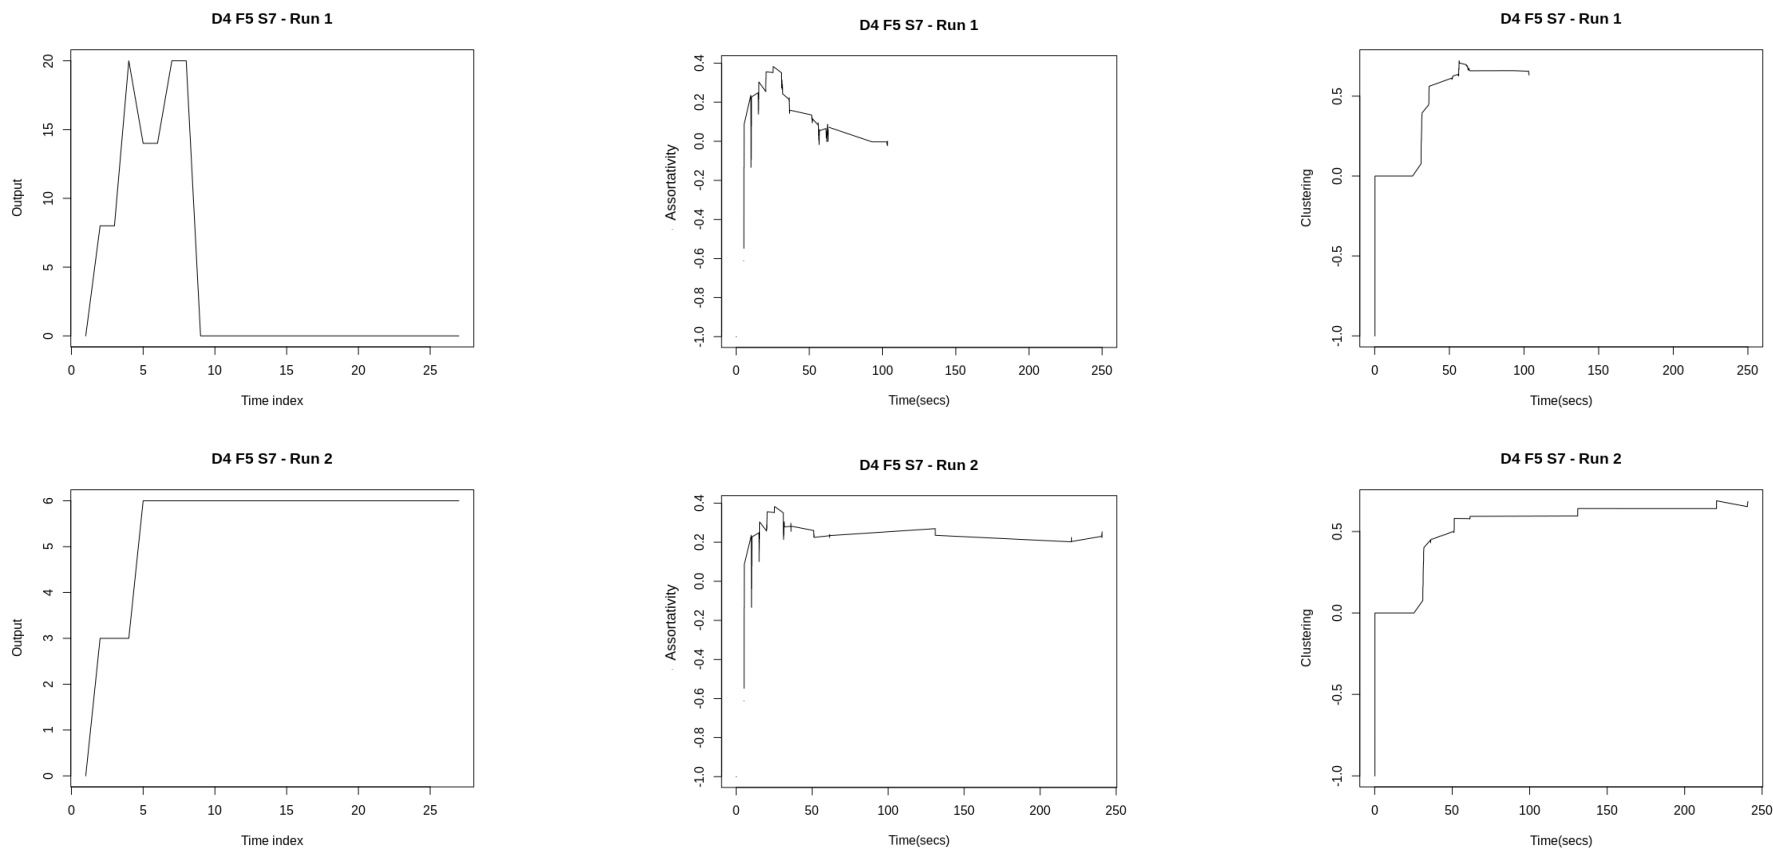 D4 F5 S7 - Run 1
Output
20
15
10
5
0
0 5 10 15 20 25
Time index
D4 F5 S7 - Run 1
Assortativity
0.4
0.2
0.0
-0.2
-0.4
-0.6
-0.8
-1.0
0 50 100 150 200 250
Time(secs)
D4 F5 S7 - Run 1
Clustering
0.5
0.0
-0.5
-1.0
0 50 100 150 200 250
Time(secs)
D4 F5 S7 - Run 2
Output
6
5
4
3
2
1
0
0 5 10 15 20 25
Time index
D4 F5 S7 - Run 2
Assortativity
0.4
0.2
0.0
-0.2
-0.4
-0.6
-0.8
-1.0
0 50 100 150 200 250
Time(secs)
D4 F5 S7 - Run 2
Clustering
0.5
0.0
-0.5
-1.0
0 50 100 150 200 250
Time(secs)